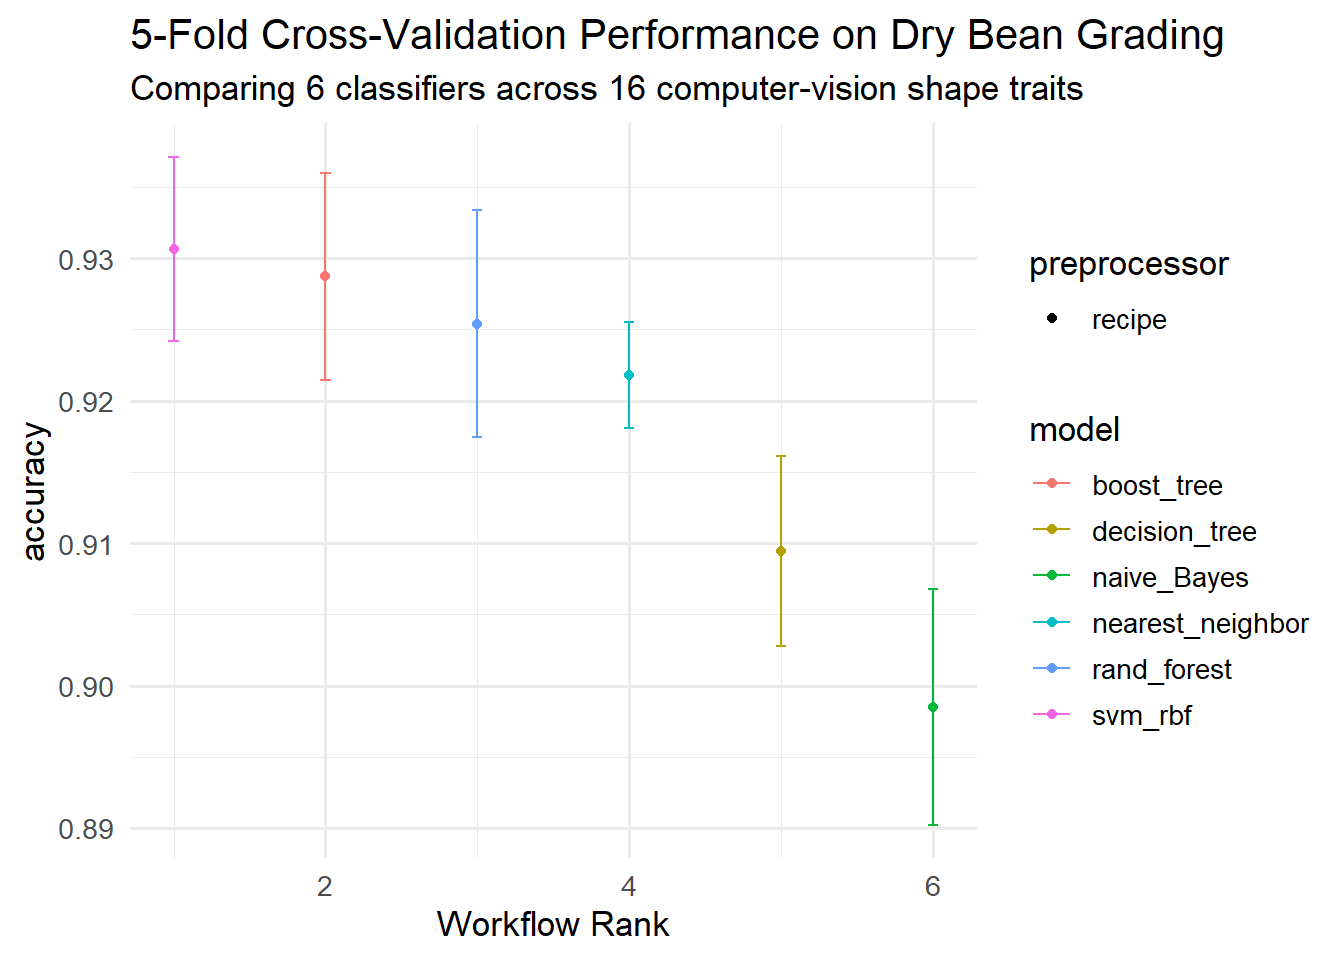 5-Fold Cross-Validation Performance on Dry Bean Grading
Comparing 6 classifiers across 16 computer-vision shape traits
accuracy
0.93
0.92
0.91
0.90
0.89
2
4
6
Workflow Rank
preprocessor
recipe
model
boost_tree
decision_tree
naive_Bayes
nearest_neighbor
rand_forest
svm_rbf